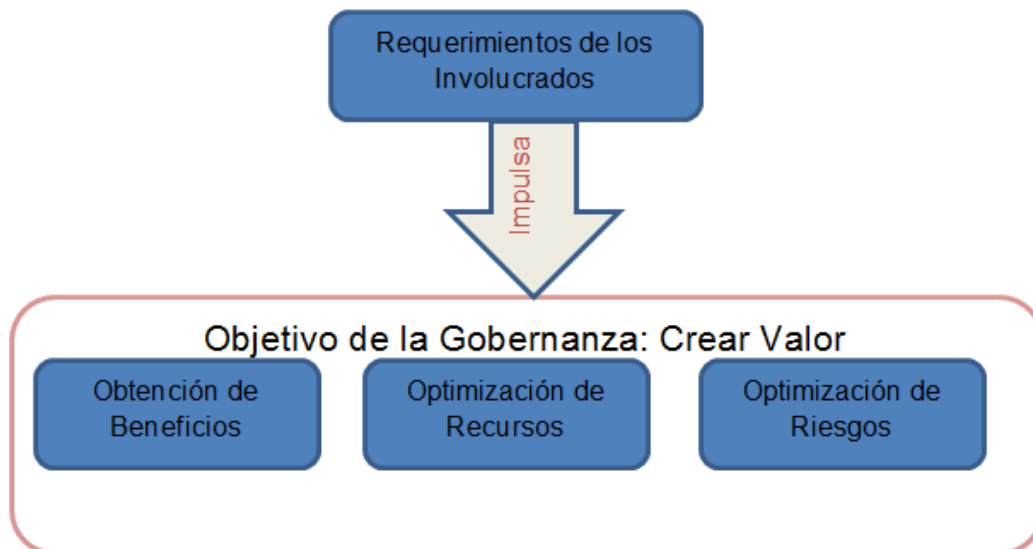 Requerimientos de los
Involucrados
Impulsa
Objetivo de la Gobernanza: Crear Valor
Obtención de
Beneficios
Optimización de
Recursos
Optimización de
Riesgos